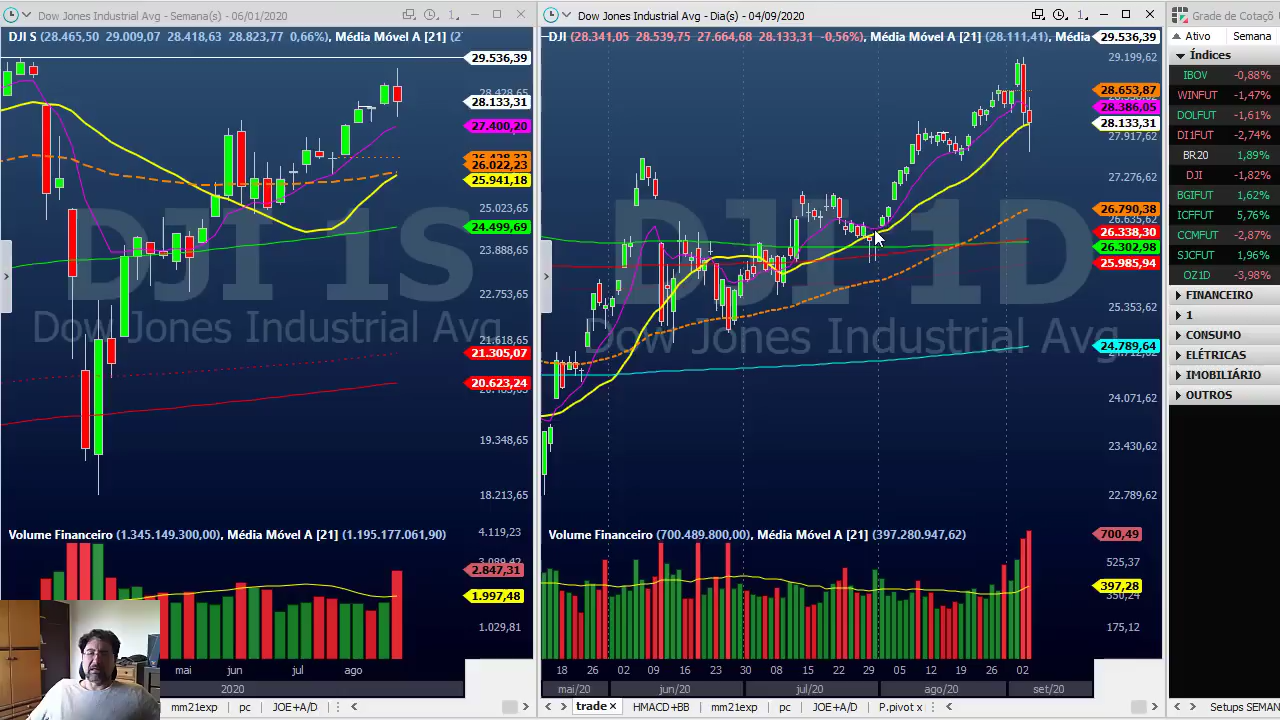 Dow Jones Industrial Avg - Semana(s) - 06/01/2020
1
DJI S (28.465,50 29.009,07 28.418,63 28.823,77 0,66%), Média Móvel A [21] (2
DJI 1S
Dow Jones Industrial Avg
29.536,39
28.428,65
28.133,31
27.400,20
26.022,23
25.941,18
25.023,65
24.499,69
23.888,65
22.753,65
21.618,65
21.305,07
20.623,24
19.348,65
18.213,65
Volume Financeiro (1.345.149.300,00), Média Móvel A [21] (1.195.177.061,90)
4.119,23
2.847,31
1.997,48
1.029,81
mai jun jul ago
2020
mm21exp pc JOE+A/D
Dow Jones Industrial Avg - Dia(s) - 04/09/2020
1
DJI (28.341,05 28.539,75 27.664,68 28.133,31 -0,56%), Média Móvel A [21] (28.111,41), Média
DJI 1D
Dow Jones Industrial Avg
29.536,39
29.199,62
28.653,87
28.386,05
28.133,31
27.917,62
27.276,62
26.790,38
26.635,62
26.338,30
26.302,98
25.985,94
25.353,62
24.789,64
24.071,62
23.430,62
22.789,62
Volume Financeiro (700.489.800,00), Média Móvel A [21] (397.280.947,62)
700,49
525,37
397,28
350,24
175,12
18 26 02 09 16 23 30 08 15 22 29 05 12 19 26 02
mai/20 jun/20 jul/20 ago/20 set/20
trade HMACD+BB mm21exp pc JOE+A/D P.pivot x
Grade de Cotaçõ
Ativo Semana
Índices
IBOV -0,88%
WINFUT -1,47%
DOLFUT -1,61%
DI1FUT -2,74%
BR20 1,89%
DJI -1,82%
BGIFUT 1,62%
ICFFUT 5,76%
CCMFUT -2,87%
SJCFUT 1,96%
OZ1D -3,98%
FINANCEIRO
1
CONSUMO
ELÉTRICAS
IMOBILIÁRIO
OUTROS
Setups SEMAN